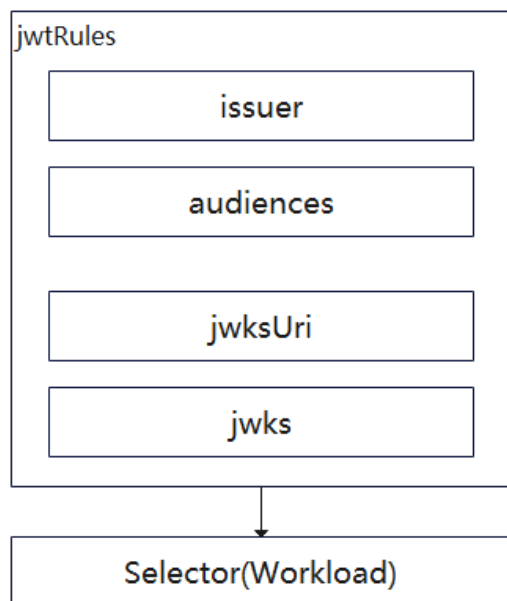 jwtRules
issuer
audiences
jwksUri
jwks
Selector(Workload)